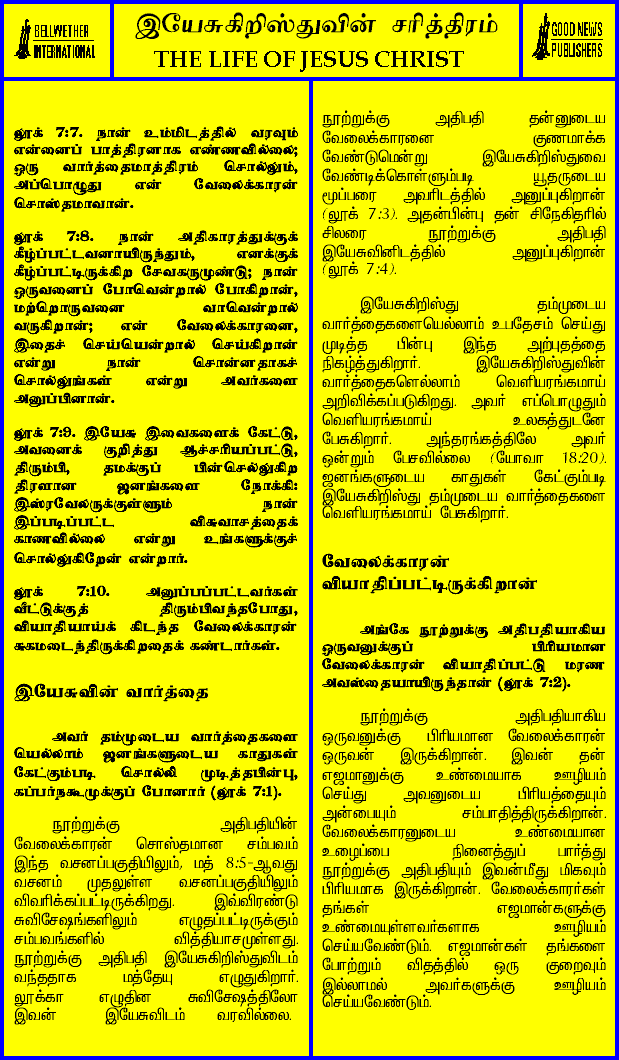 BELLWETHER
INTERNATIONAL
இயேசுகிறிஸ்துவின் சரித்திரம்
THE LIFE OF JESUS CHRIST
GOOD NEWS
PUBLISHERS
லூக் 7:7. நான் உம்மிடத்தில் வரவும்
என்னைப் பாத்திரனாக எண்ணவில்லை;
ஒரு வார்த்தைமாத்திரம் சொல்லும்,
அப்பொழுது என் வேலைக்காரன்
சொஸ்தமாவான்.
லூக் 7:8. நான் அதிகாரத்துக்குக்
கீழ்ப்பட்டவனாயிருந்தும், எனக்குக்
கீழ்ப்பட்டிருக்கிற சேவகருமுண்டு; நான்
ஒருவனைப் போவென்றால் போகிறான்,
மற்றொருவனை வாவென்றால்
வருகிறான்; என் வேலைக்காரனை,
இதைச் செய்யென்றால் செய்கிறான்
என்று நான் சொன்னதாகச்
சொல்லுங்கள் என்று அவர்களை
அனுப்பினான்.
லூக் 7:9. இயேசு இவைகளைக் கேட்டு,
அவனைக் குறித்து ஆச்சரியப்பட்டு,
திரும்பி, தமக்குப் பின்செல்லுகிற
திரளான ஜனங்களை நோக்கி:
இஸ்ரவேலருக்குள்ளும் நான்
இப்படிப்பட்ட விசுவாசத்தைக்
காணவில்லை என்று உங்களுக்குச்
சொல்லுகிறேன் என்றார்.
லூக் 7:10. அனுப்பப்பட்டவர்கள்
வீட்டுக்குத் திரும்பிவந்தபோது,
வியாதியாய்க் கிடந்த வேலைக்காரன்
சுகமடைந்திருக்கிறதைக் கண்டார்கள்.
இயேசுவின் வார்த்தை
அவர் தம்முடைய வார்த்தைகளை
யெல்லாம் ஜனங்களுடைய காதுகள்
கேட்கும்படி சொல்லி முடித்தபின்பு,
கப்பர்நகூமுக்குப் போனார் (லூக் 7:1).
நூற்றுக்கு அதிபதியின்
வேலைக்காரன் சொஸ்தமான சம்பவம்
இந்த வசனப்பகுதியிலும், மத் 8:5-ஆவது
வசனம் முதலுள்ள வசனப்பகுதியிலும்
விவரிக்கப்பட்டிருக்கிறது. இவ்விரண்டு
சுவிசேஷங்களிலும் எழுதப்பட்டிருக்கும்
சம்பவங்களில் வித்தியாசமுள்ளது.
நூற்றுக்கு அதிபதி இயேசுகிறிஸ்துவிடம்
வந்ததாக மத்தேயு எழுதுகிறார்.
லூக்கா எழுதின சுவிசேஷத்திலோ
இவன் இயேசுவிடம் வரவில்லை.
நூற்றுக்கு அதிபதி தன்னுடைய
வேலைக்காரனை குணமாக்க
வேண்டுமென்று இயேசுகிறிஸ்துவை
வேண்டிக்கொள்ளும்படி யூதருடைய
மூப்பரை அவரிடத்தில் அனுப்புகிறான்
(லூக் 7:3). அதன்பின்பு தன் சிநேகிதரில்
சிலரை நூற்றுக்கு அதிபதி
இயேசுவினிடத்தில் அனுப்புகிறான்
(லூக் 7:4).
இயேசுகிறிஸ்து தம்முடைய
வார்த்தைகளையெல்லாம் உபதேசம் செய்து
முடித்த பின்பு இந்த அற்புதத்தை
நிகழ்த்துகிறார். இயேசுகிறிஸ்துவின்
வார்த்தைகளெல்லாம் வெளியரங்கமாய்
அறிவிக்கப்படுகிறது. அவர் எப்பொழுதும்
வெளியரங்கமாய் உலகத்துடனே
பேசுகிறார். அந்தரங்கத்திலே அவர்
ஒன்றும் பேசவில்லை (யோவா 18:20).
ஜனங்களுடைய காதுகள் கேட்கும்படி
இயேசுகிறிஸ்து தம்முடைய வார்த்தைகளை
வெளியரங்கமாய் பேசுகிறார்.
வேலைக்காரன்
வியாதிப்பட்டிருக்கிறான்
அங்கே நூற்றுக்கு அதிபதியாகிய
ஒருவனுக்குப் பிரியமான
வேலைக்காரன் வியாதிப்பட்டு மரண
அவஸ்தையாயிருந்தான் (லூக் 7:2).
நூற்றுக்கு அதிபதியாகிய
ஒருவனுக்கு பிரியமான வேலைக்காரன்
ஒருவன் இருக்கிறான். இவன் தன்
எஜமானுக்கு உண்மையாக ஊழியம்
செய்து அவனுடைய பிரியத்தையும்
அன்பையும் சம்பாதித்திருக்கிறான்.
வேலைக்காரனுடைய உண்மையான
உழைப்பை நினைத்துப் பார்த்து
நூற்றுக்கு அதிபதியும் இவன்மீது மிகவும்
பிரியமாக இருக்கிறான். வேலைக்காரர்கள்
தங்கள் எஜமான்களுக்கு
உண்மையுள்ளவர்களாக ஊழியம்
செய்யவேண்டும். எஜமான்கள் தங்களை
போற்றும் விதத்தில் ஒரு குறைவும்
இல்லாமல் அவர்களுக்கு ஊழியம்
செய்யவேண்டும்.